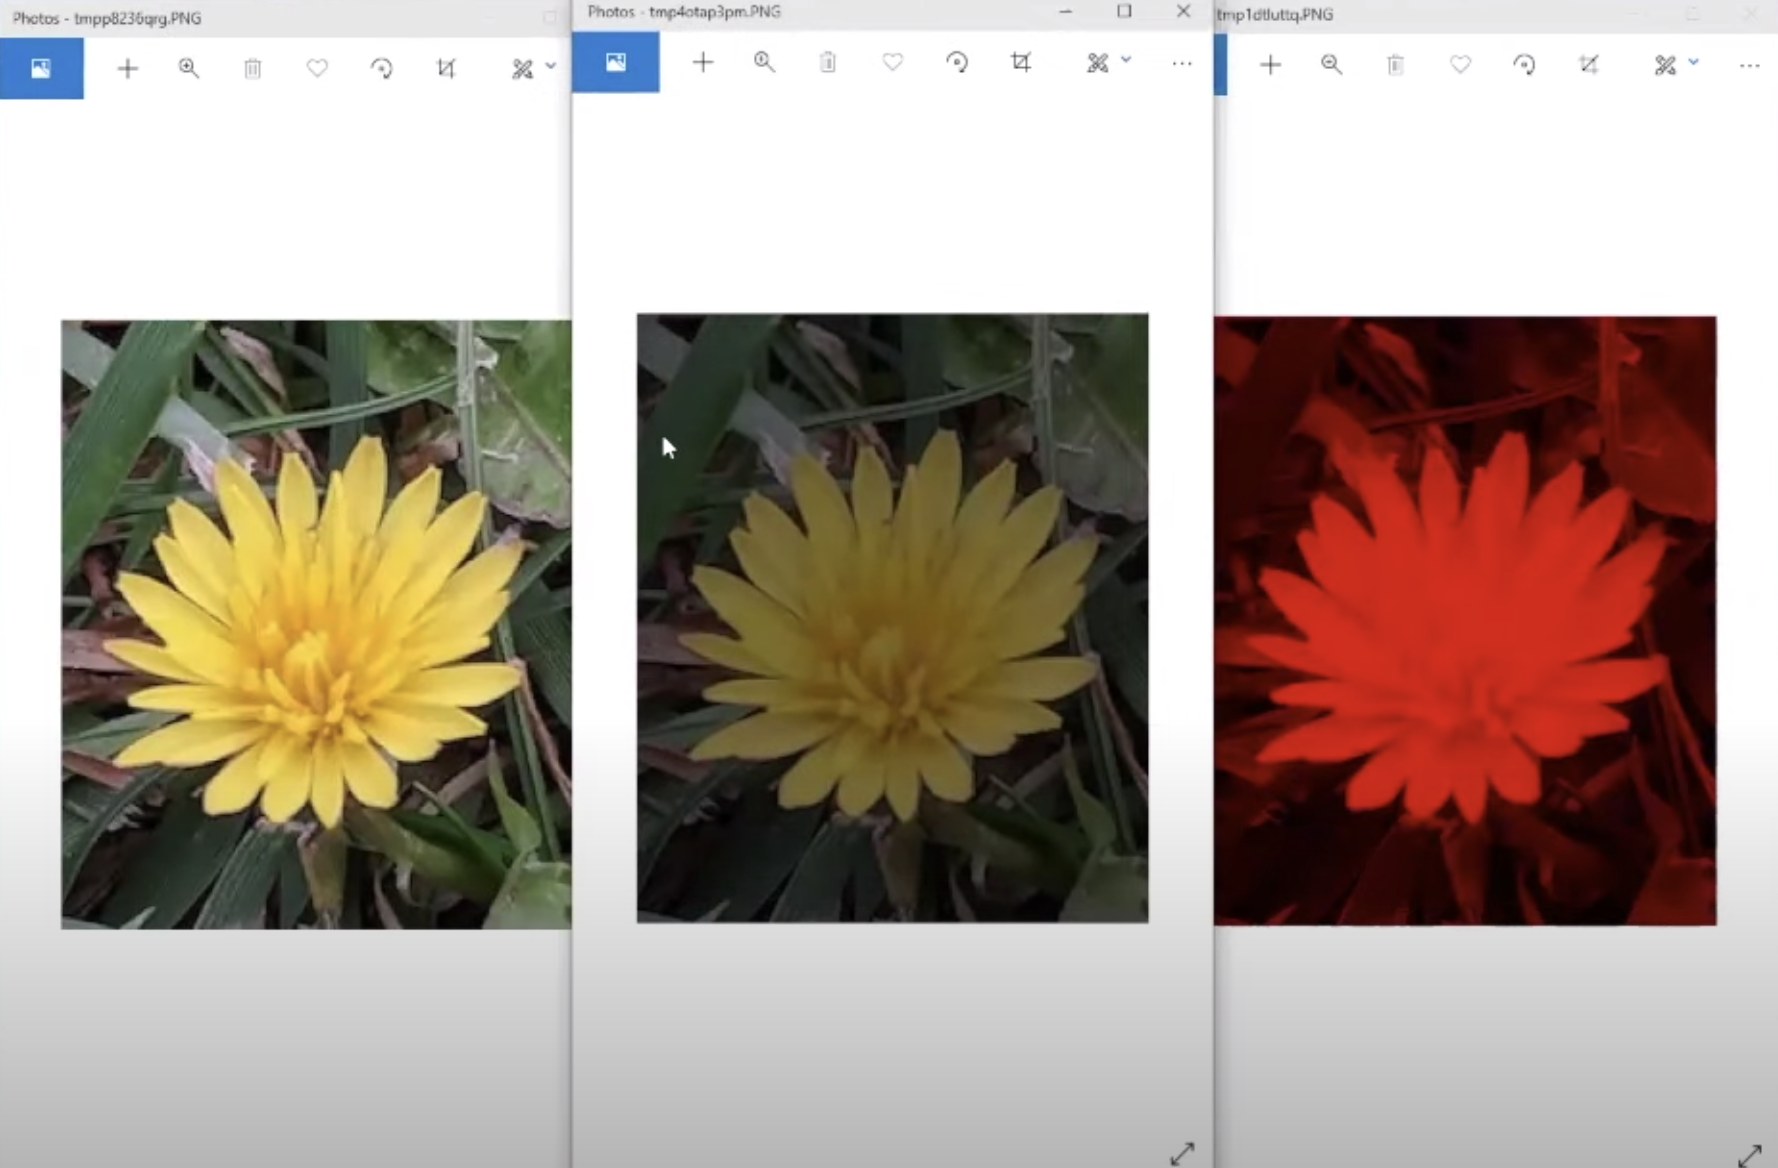 Photos - tmpp8236qrg.PNG
Photos - tmp4otap3pm.PNG
tmp1dtluttq.PNG